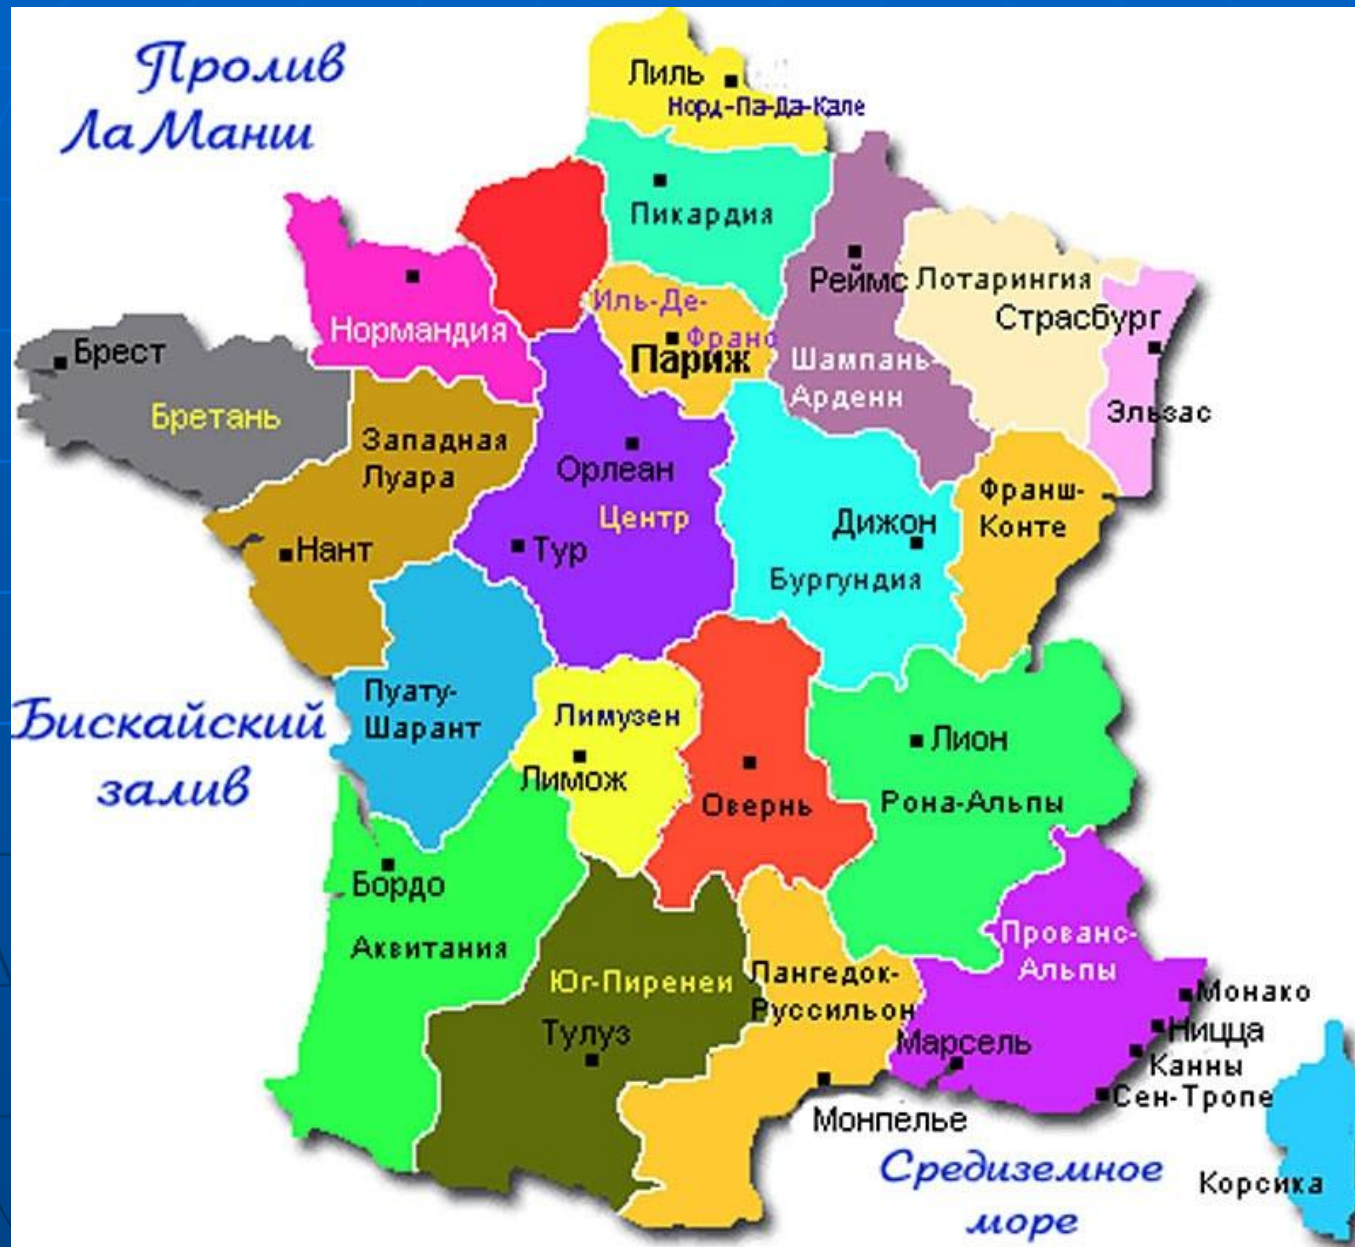 Пролив
Ла Манш
Лиль
Норд-Па-Да-Кале
Пикардия
Реймс
Лотарингия
Страсбург
Иль-Де-
Франс
Париж
Нормандия
Шампань-
Арденн
Эльзас
Брест
Бретань
Западная
Луара
Орлеан
Центр
Франш-
Конте
Дижон
Нант
Тур
Бургундия
Пуату-
Шарант
Лимузен
Лимож
Бискайский
залив
Лион
Рона-Альпы
Овернь
Бордо
Аквитания
Прованс-
Альпы
Юг-Пиренеи
Лангедок-
Руссильон
Тулуз
Марсель
Монако
Ницца
Канны
Сен-Тропе
Монпелье
Средиземное
море
Корсика